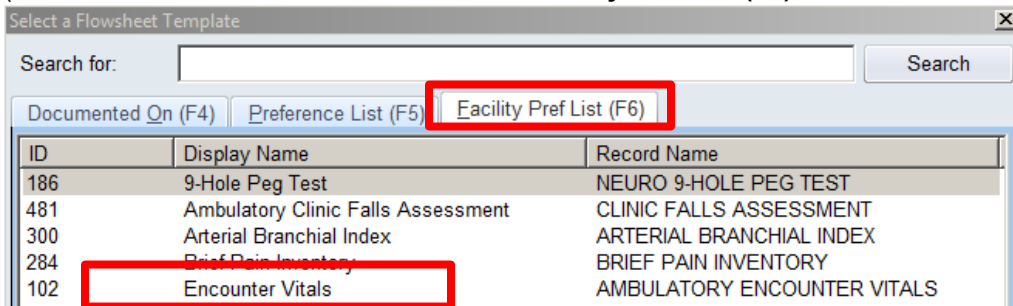 Select a Flowsheet Template x
Search for: Search
Documented On (F4) Preference List (F5) Facility Pref List (F6)
ID Display Name Record Name
186 9-Hole Peg Test NEURO 9-HOLE PEG TEST
481 Ambulatory Clinic Falls Assessment CLINIC FALLS ASSESSMENT
300 Arterial Branchial Index ARTERIAL BRANCHIAL INDEX
284 Brief Pain Inventory BRIEF PAIN INVENTORY
102 Encounter Vitals AMBULATORY ENCOUNTER VITALS